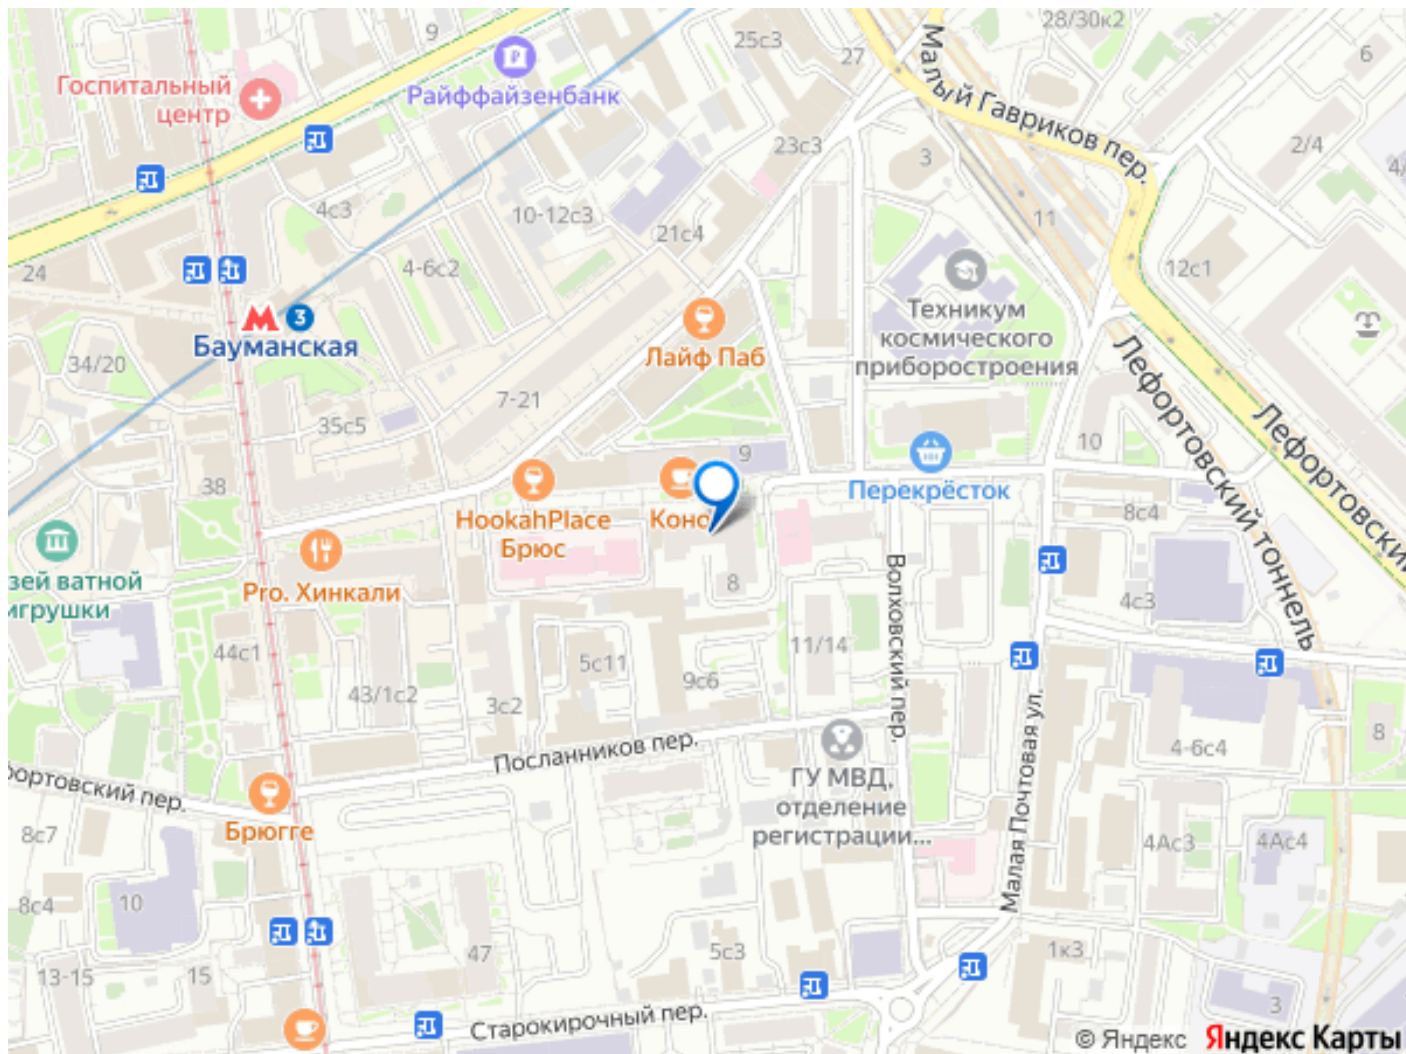 9
28/30к2
25с3
27
6
Госпитальный
центр
Райффайзенбанк
Малый Гавриков пер.
23с3
3
2/4
4/
4с3
10-12с3
21с4
11
24
4-6с2
12с1
3
Бауманская
Техникум
космического
приборостроения
Лайф Паб
34/20
7-21
35с5
Лефортовский тоннель
Лефортовский
10
9
38
Перекрёсток
HookahPlace
Брюс
Коно
8с4
зей ватной
игрушки
Pro. Хинкали
8
Волховский пер.
4с3
44с1
5с11
11/14
43/1с2
3с2
9с6
Посланников пер.
Малая Почтовая ул.
8
4-6с4
фортовский пер.
ГУ МВД,
отделение
регистрации...
Брюгге
8с7
4Ас3
4Ас4
8с4
10
47
5с3
1к3
13-15
15
3
Старокирочный пер.
© Яндекс Яндекс Карты